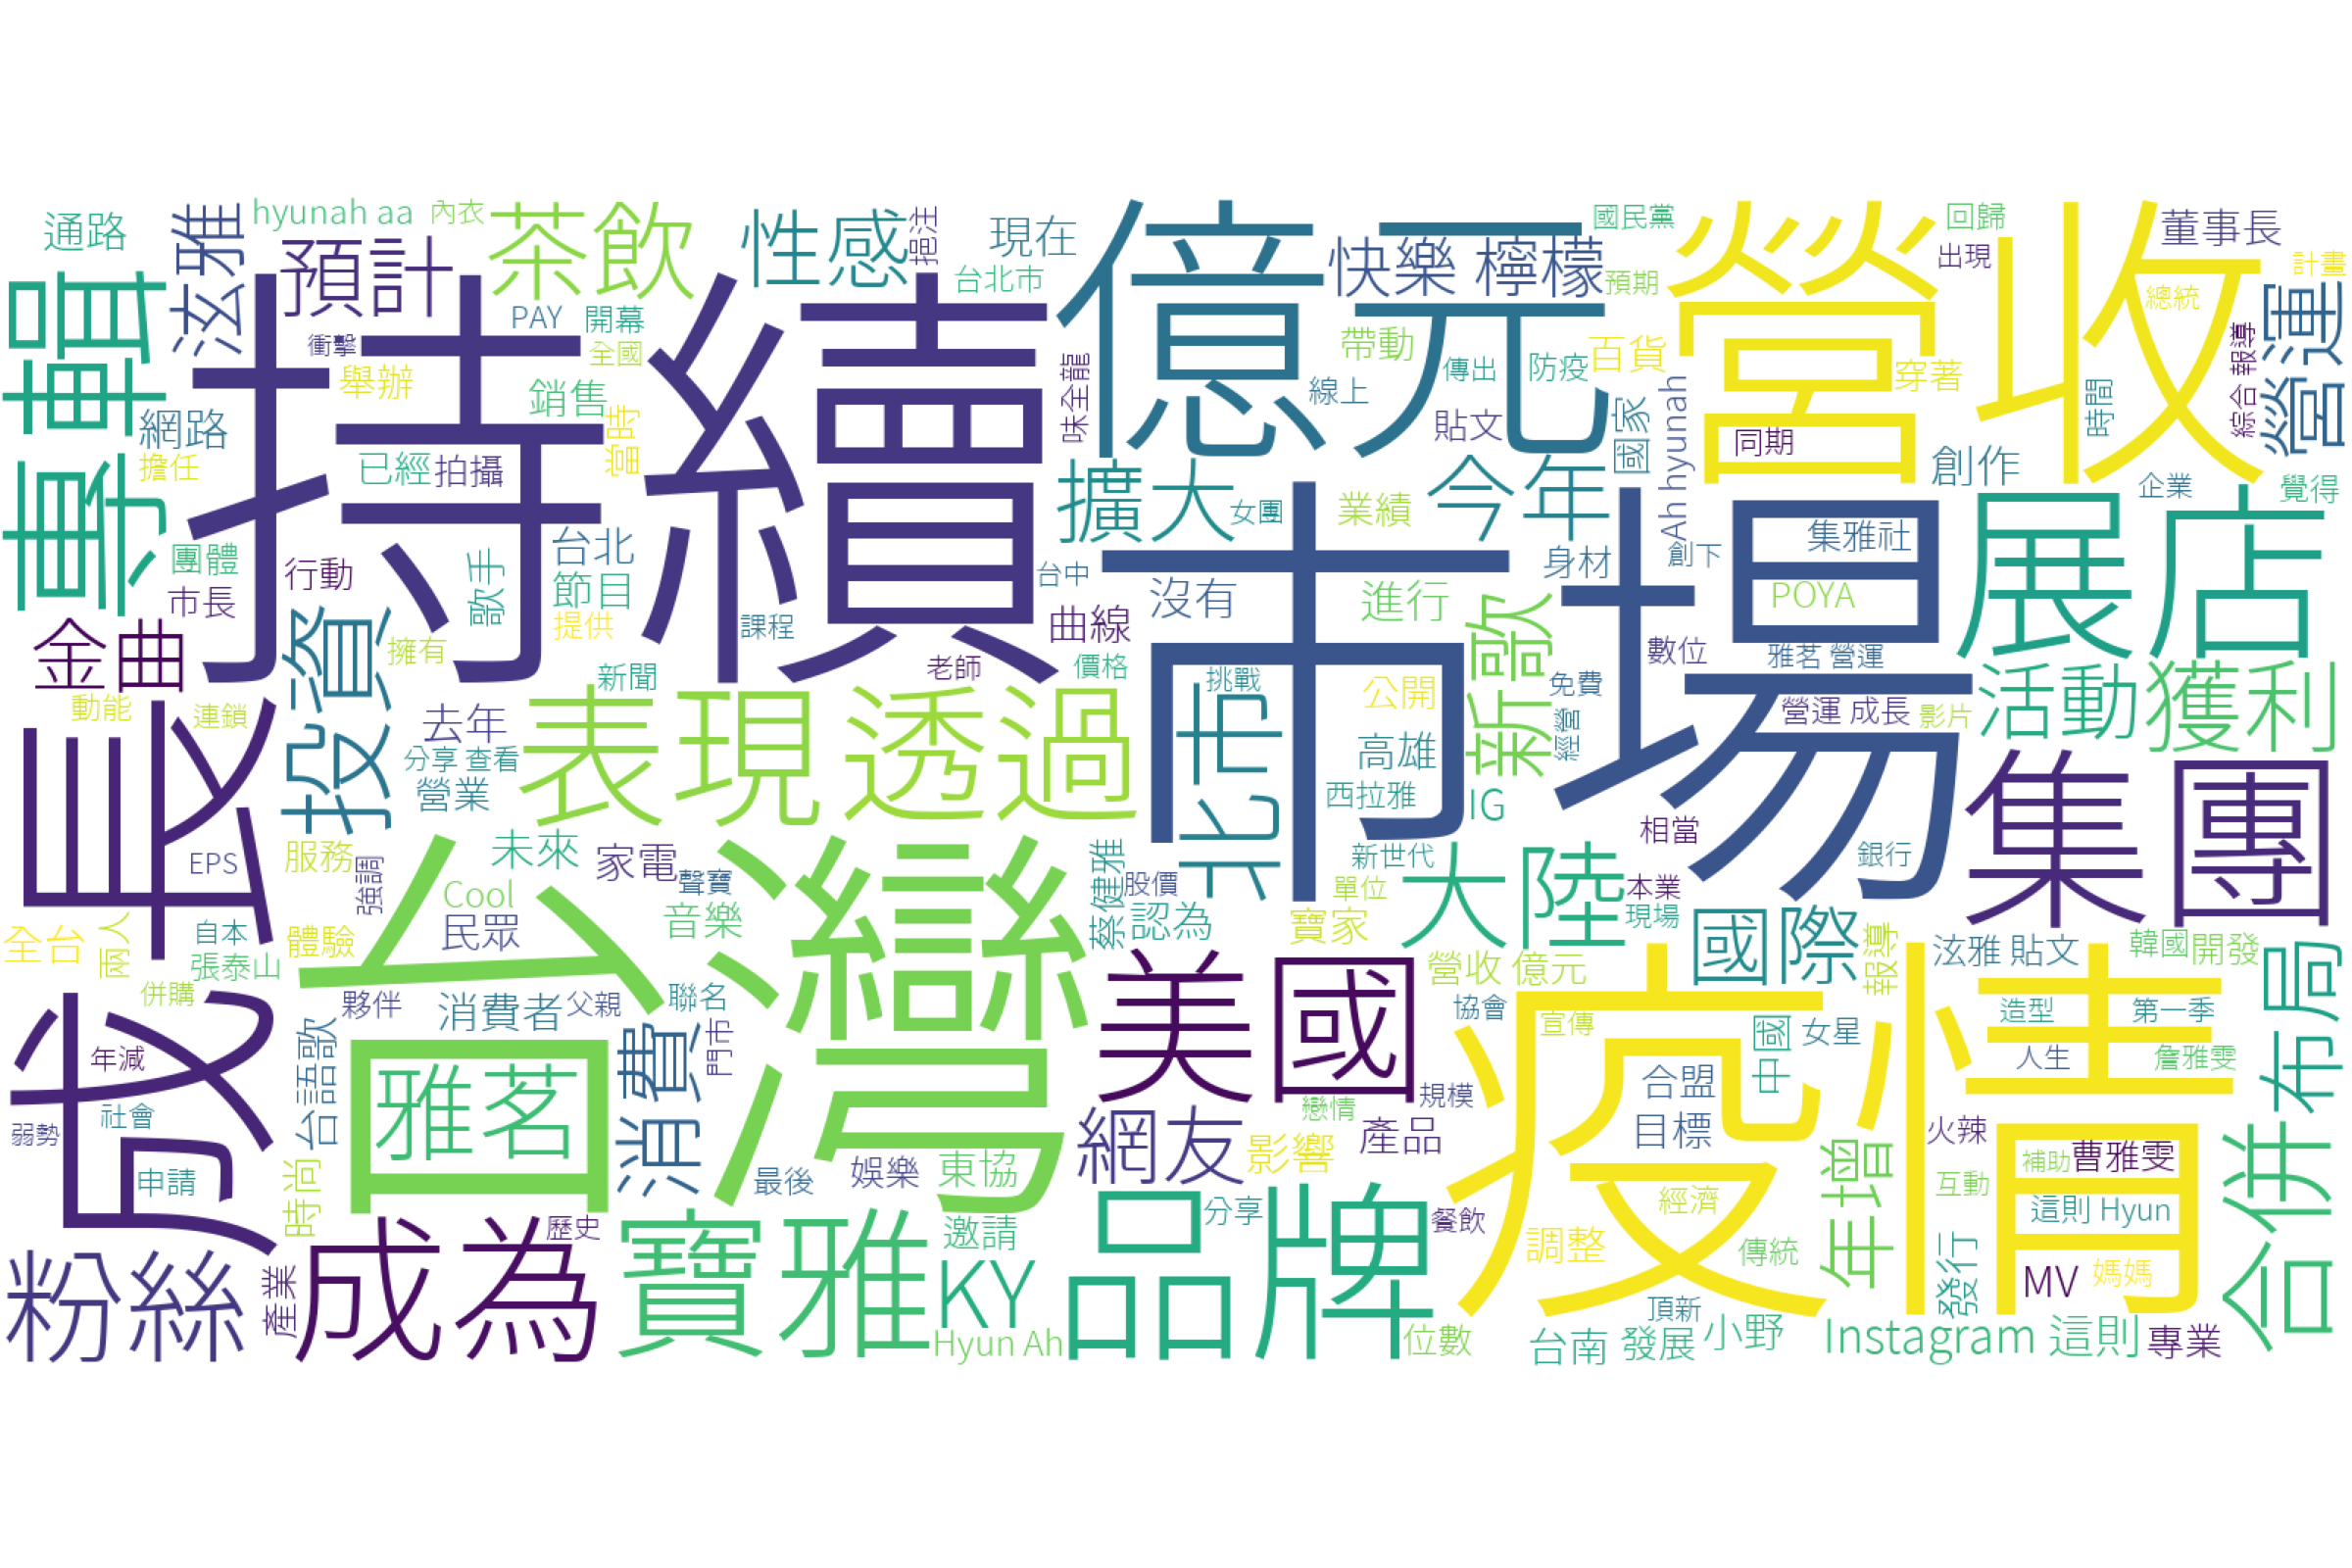 通路
泫雅
hyunah aa
內衣
預計
茶飲
性感
挹注
現在
台北市
億元
快樂 檸檬
國民黨
預期
營收
回歸
出現
總統
董事長
計畫
營運
綜合 報導
時間
專輯
持續
衝擊
PAY
開幕
全國
舉辦
銷售
當時
網路
擔任
已經
拍攝
味全龍
帶動
線上
傳出
防疫
百貨
貼文
國家
Ah hyunah
同期
穿著
創作
企業
覺得
擴大
女團
業績
今年
身材
創下
集雅社
POYA
展店
團體
市長
行動
歌手
台北
節目
提供
台中
課程
沒有
進行
曲線
新歌
數位
雅茗 營運
金曲
投資
擁有
新聞
老師
價格
挑戰
市場
公開
免費
營運 成長
影片
活動
獲利
動能
連鎖
去年
分享 查看
營業
表現
透過
北市
高雄
西拉雅
經營
IG
成長
EPS
服務
強調
未來
Cool
民眾
家電
聲寶
音樂
蔡健雅
股價
認為
新世代
單位
寶家
大陸
相當
本業
現場
銀行
集團
全台
兩人
自本
張泰山
體驗
台灣
併購
夥伴
消費者
父親
聯名
美國
營收 億元
協會
宣傳
國際
報導
泫雅 貼文
韓國
開發
布局
年減
社會
弱勢
申請
台語歌
雅茗
消費
門市
網友
戀情
規模
影響
產品
疫情
合盟
目標
中國
女星
造型
第一季
人生
詹雅雯
火辣
年增
補助
曹雅雯
互動
這則 Hyun
時尚
最後
娛樂
東協
歷史
邀請
分享
餐飲
品牌
經濟
調整
傳統
合併
粉絲
產業
成為
寶雅
KY
Hyun Ah
位數
頂新
台南
發展
小野
發行
MV
媽媽
Instagram 這則
專業